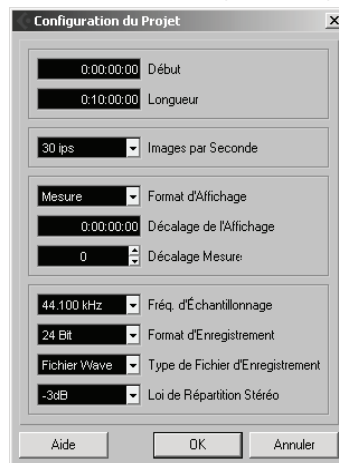 Configuration du Projet
0:00:00:00 Début
0:10:00:00 Longueur
30 ips Images par Seconde
Mesure Format d'Affichage
0:00:00:00 Décalage de l'Affichage
0 Décalage Mesure
44.100 kHz Fréq. d'Échantillonnage
24 Bit Format d'Enregistrement
Fichier Wave Type de Fichier d'Enregistrement
-3dB Loi de Répartition Stéréo
Aide OK Annuler